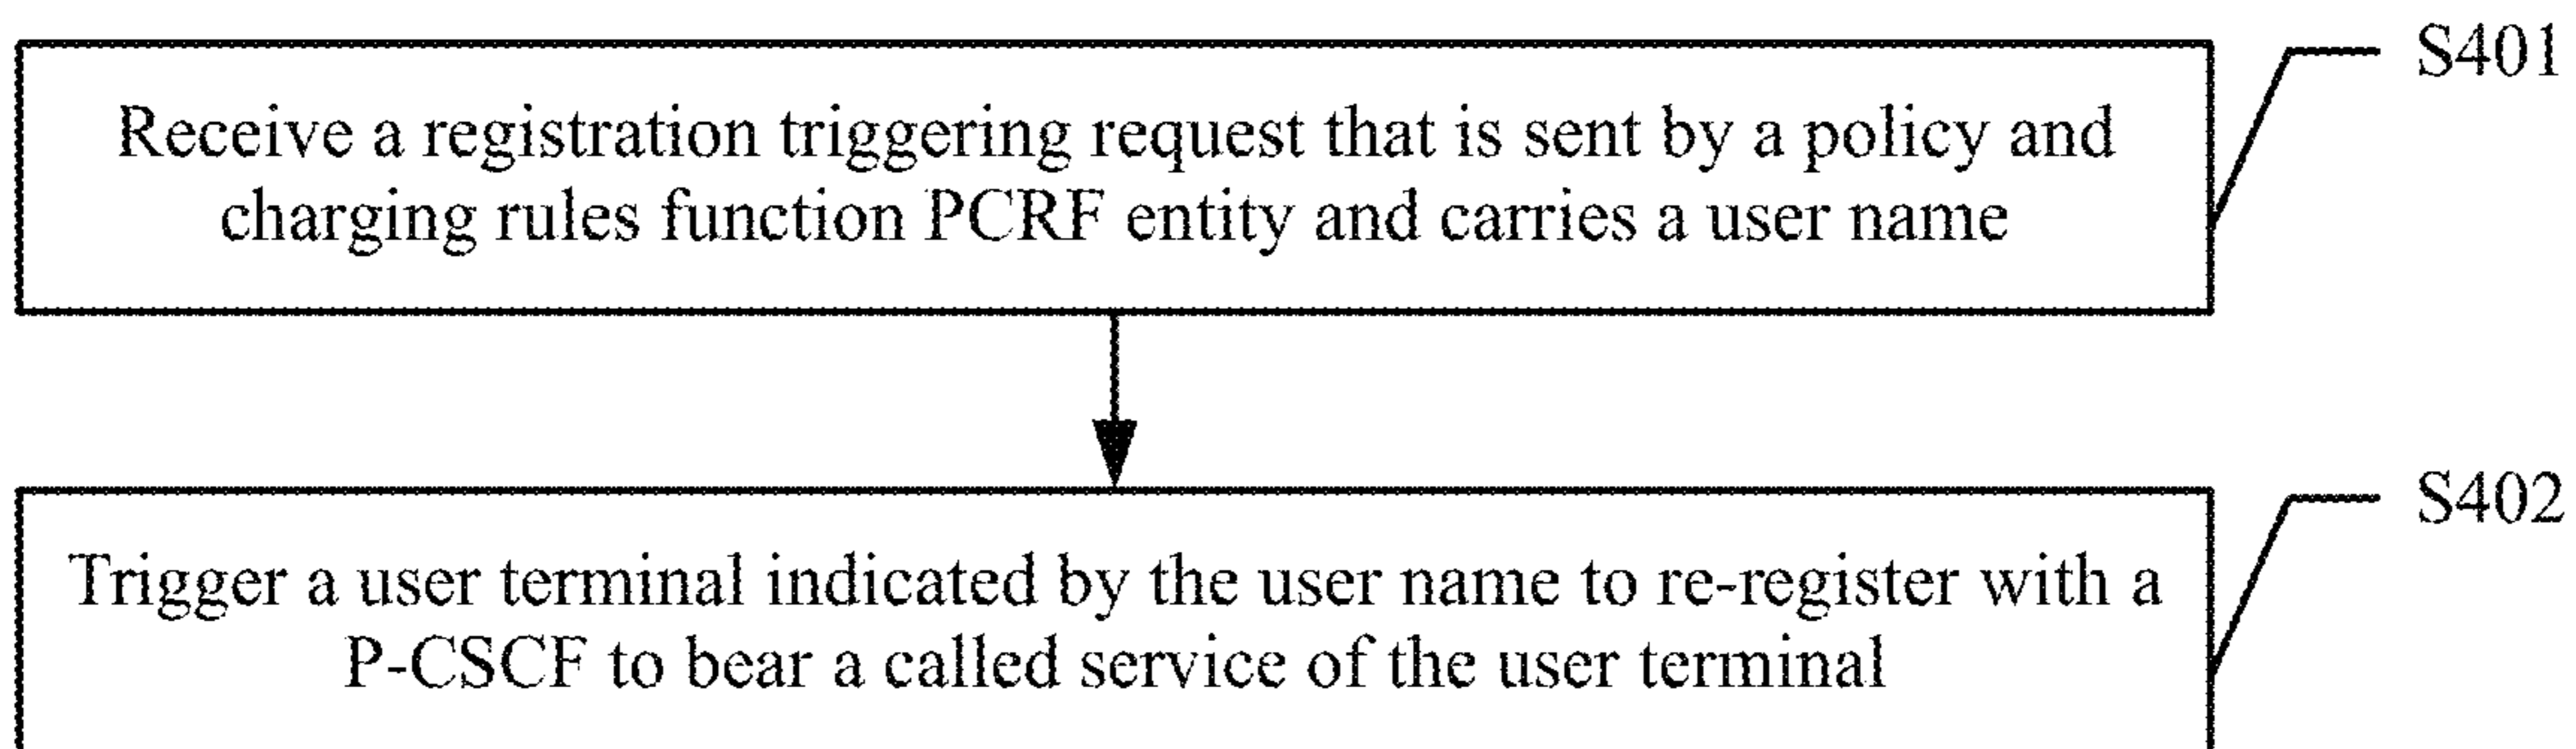 S401
Receive a registration triggering request that is sent by a policy and
charging rules function PCRF entity and carries a user name
S402
Trigger a user terminal indicated by the user name to re-register with a
P-CSCF to bear a called service of the user terminal